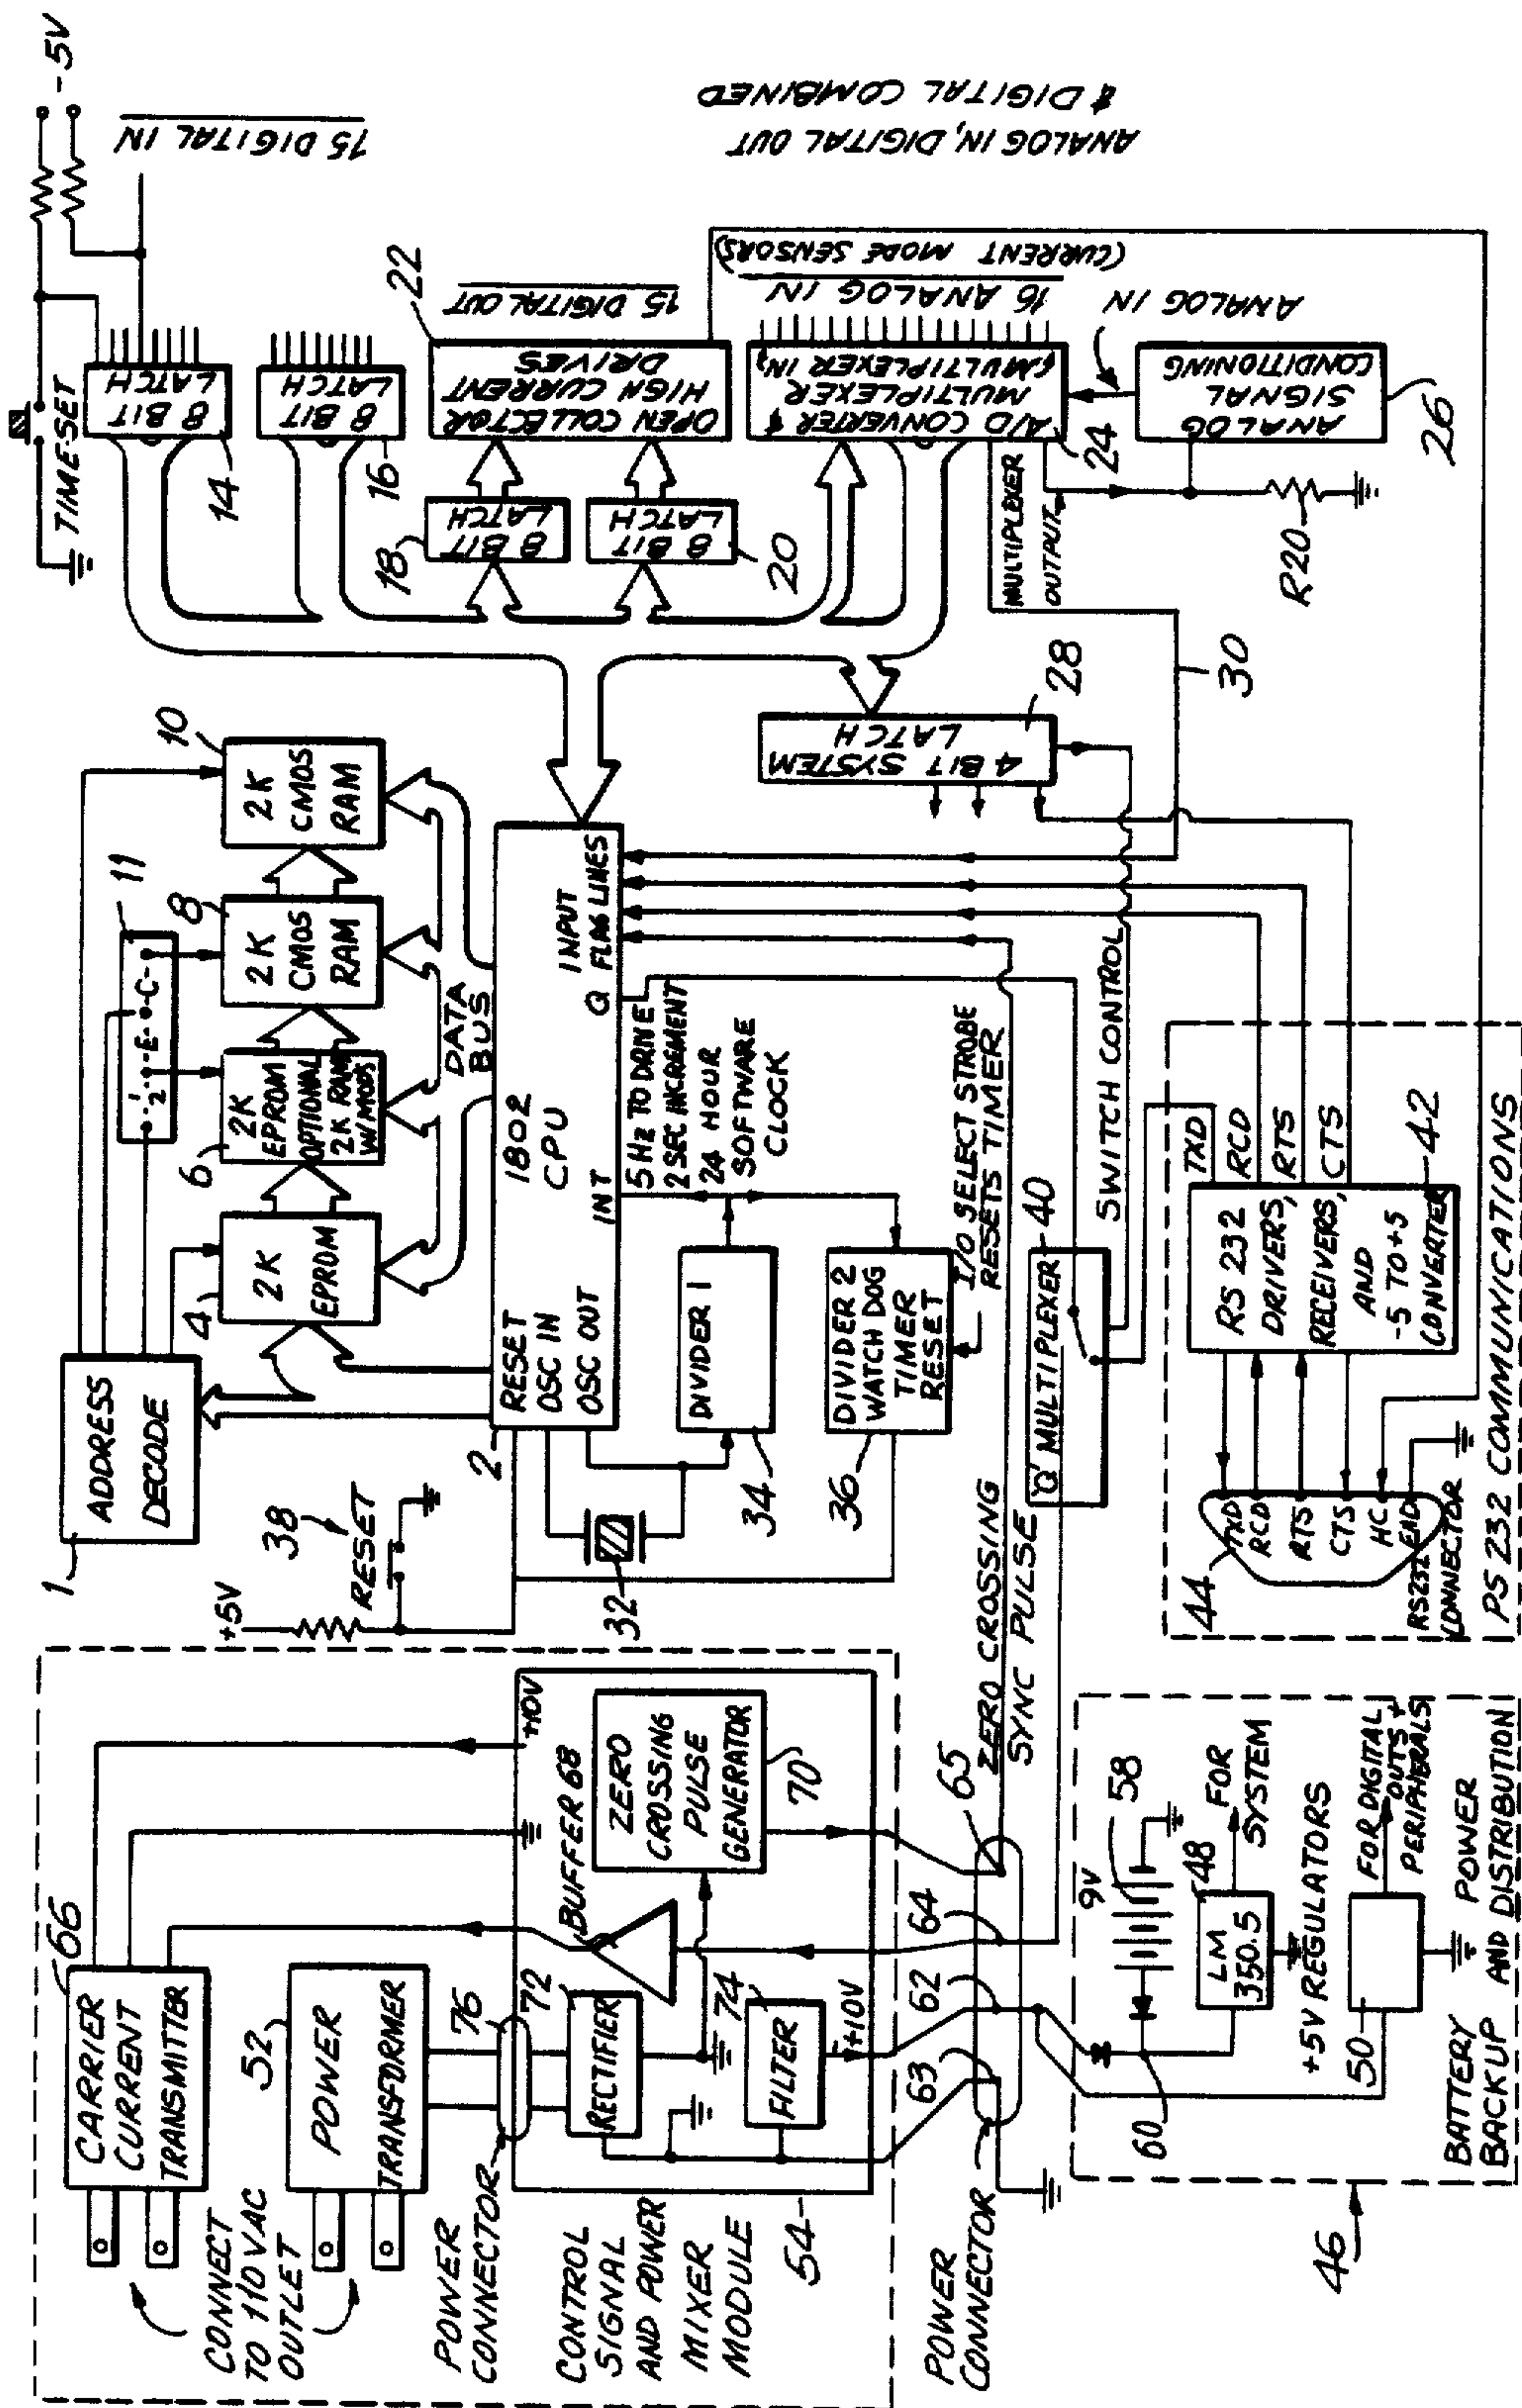 CARRIER
CURRENT
TRANSMITTER
66
CONNECT
TO 110 VAC
OUTLET
52
POWER
TRANSFORMER
POWER
CONNECTOR
76
CONTROL
SIGNAL
AND POWER
MIXER
MODULE
54
72
RECTIFIER
BUFFER 68
+10V
ZERO
CROSSING
PULSE
GENERATOR
70
74
FILTER
+10V
POWER
CONNECTOR
63
62
64
65
ZERO CROSSING
SYNC PULSE
46
60
9V
58
48
LM
350.5
FOR
SYSTEM
+5V REGULATORS
50
FOR DIGITAL
OUTS +
PERIPHERALS
BATTERY
BACKUP
POWER
AND DISTRIBUTION
1
ADDRESS
DECODE
+5V
38
RESET
4
2K
EPROM
6
2K
EPROM
OPTIONAL
2K RAM
W/MODS
8
2K
CMOS
RAM
10
2K
CMOS
RAM
11
1
2
-E-
-C-
DATA
BUS
2
RESET
OSC IN
OSC OUT
1802
CPU
INT
Q
INPUT
FLAG LINES
32
DIVIDER 1
34
5 HZ TO DRIVE
2 SEC INCREMENT
24 HOUR
SOFTWARE
CLOCK
36
DIVIDER 2
WATCH DOG
TIMER
RESET
I/O SELECT STROBE
RESETS TIMER
'Q' MULTIPLEXER
40
SWITCH CONTROL
44
TXD
RCD
RTS
CTS
HC
GND
RS232
CONNECTOR
RS 232
DRIVERS,
RECEIVERS,
AND
-5 TO +5
CONVERTER
42
TXD
RCD
RTS
CTS
PS 232 COMMUNICATIONS
TIME SET
-5V
8 BIT
LATCH
14
15 DIGITAL IN
8 BIT
LATCH
16
8 BIT
LATCH
18
8 BIT
LATCH
20
OPEN COLLECTOR
HIGH CURRENT
DRIVES
22
15 DIGITAL OUT
A/D CONVERTER &
MULTIPLEXER
(MULTIPLEXER IN)
24
16 ANALOG IN
(CURRENT MODE SENSORS)
ANALOG IN, DIGITAL OUT
& DIGITAL COMBINED
ANALOG IN
ANALOG
SIGNAL
CONDITIONING
26
MULTIPLEXER
OUTPUT
R20
4 BIT SYSTEM
LATCH
28
30